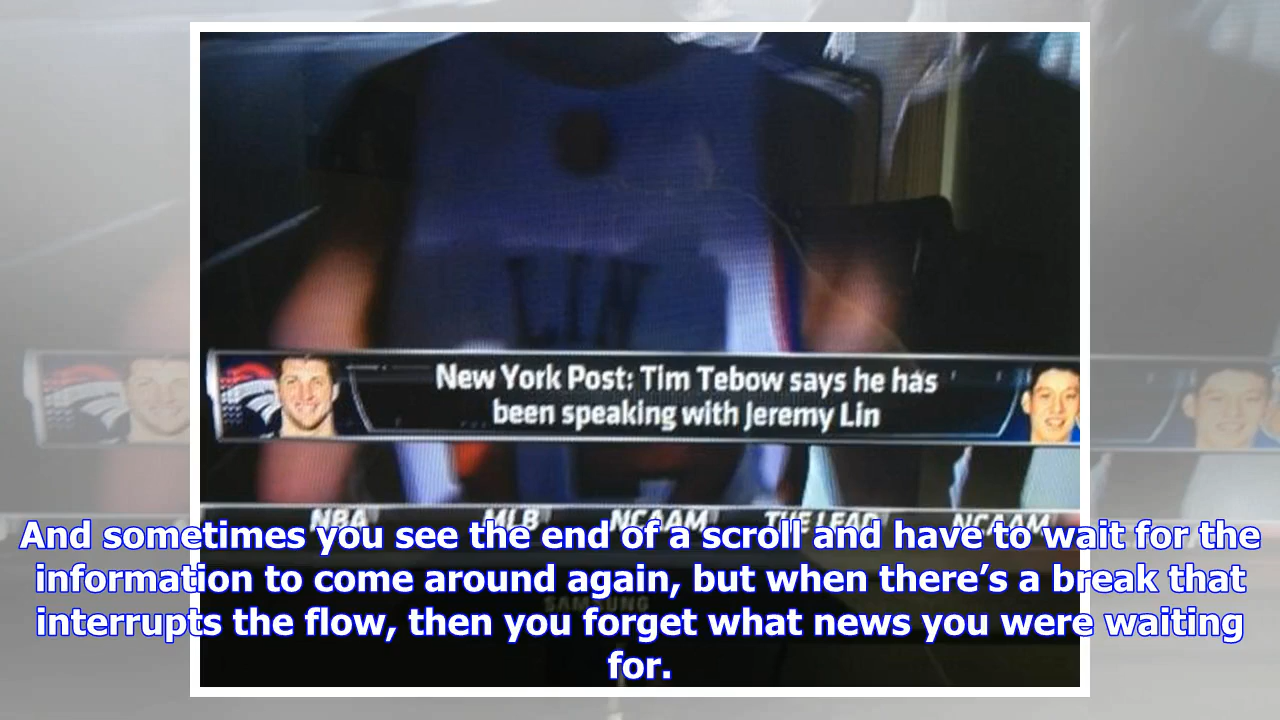 LIN
New York Post: Tim Tebow says he has
been speaking with Jeremy Lin
NBA MLB NCAAM THE LEAD NCAAM
And sometimes you see the end of a scroll and have to wait for the
information to come around again, but when there’s a break that
interrupts the flow, then you forget what news you were waiting
for.
SAMSUNG